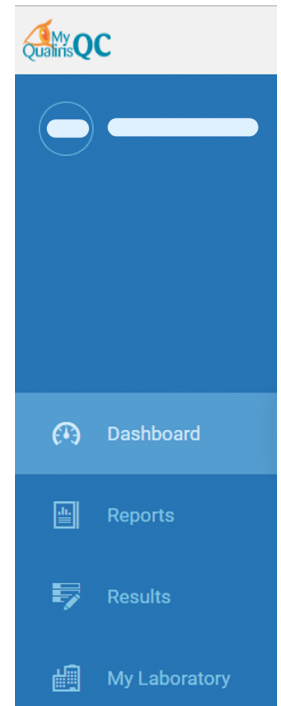 My
Qualiris QC
Dashboard
Reports
Results
My Laboratory